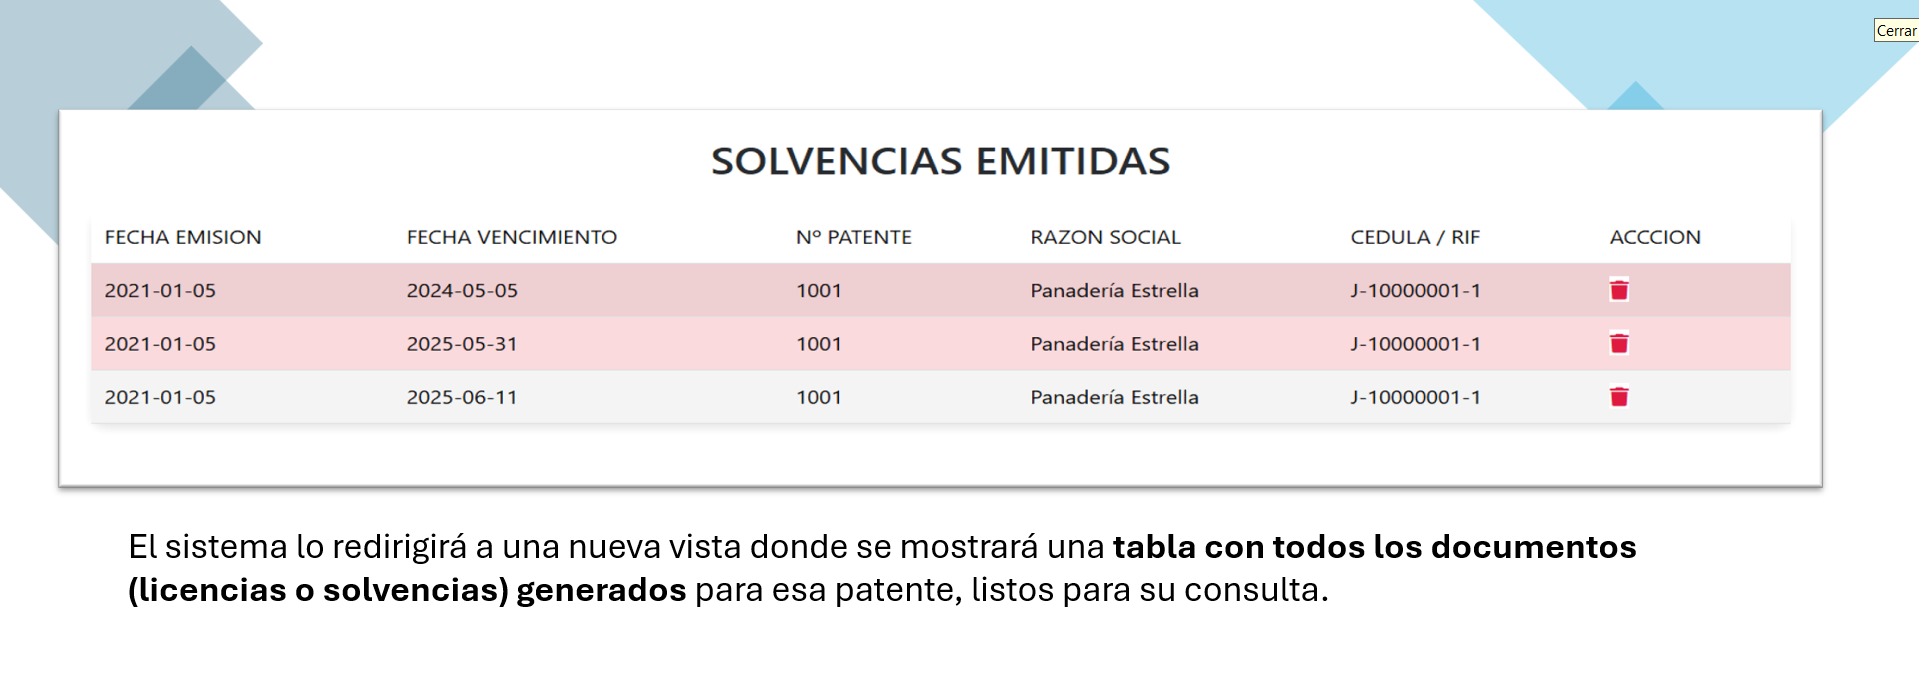 Cerrar
SOLVENCIAS EMITIDAS
FECHA EMISION FECHA VENCIMIENTO Nº PATENTE RAZON SOCIAL CEDULA / RIF ACCCION
2021-01-05 2024-05-05 1001 Panadería Estrella J-10000001-1
2021-01-05 2025-05-31 1001 Panadería Estrella J-10000001-1
2021-01-05 2025-06-11 1001 Panadería Estrella J-10000001-1
El sistema lo redirigirá a una nueva vista donde se mostrará una tabla con todos los documentos
(licencias o solvencias) generados para esa patente, listos para su consulta.